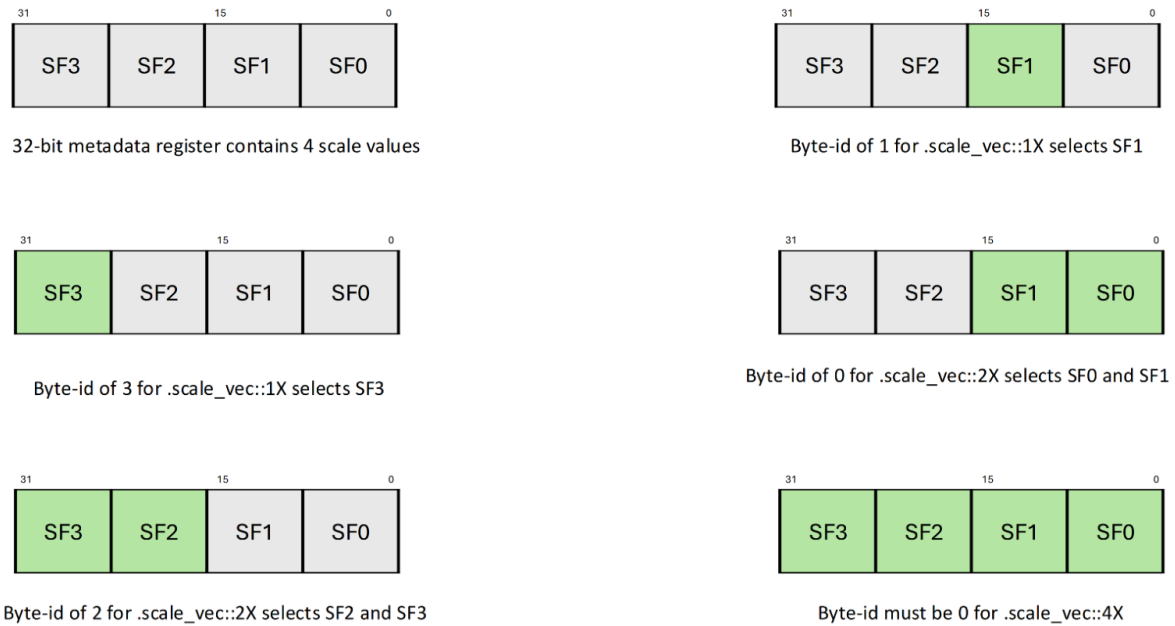 31 15 0
SF3 SF2 SF1 SF0
32-bit metadata register contains 4 scale values
31 15 0
SF3 SF2 SF1 SF0
Byte-id of 1 for .scale_vec::1X selects SF1
31 15 0
SF3 SF2 SF1 SF0
Byte-id of 3 for .scale_vec::1X selects SF3
31 15 0
SF3 SF2 SF1 SF0
Byte-id of 0 for .scale_vec::2X selects SF0 and SF1
31 15 0
SF3 SF2 SF1 SF0
Byte-id of 2 for .scale_vec::2X selects SF2 and SF3
31 15 0
SF3 SF2 SF1 SF0
Byte-id must be 0 for .scale_vec::4X